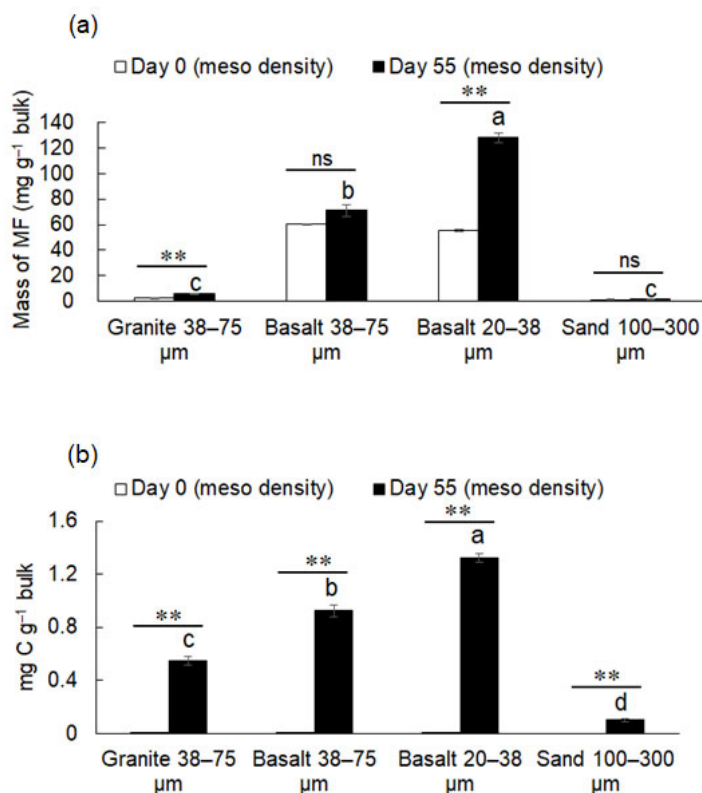 (a)
Day 0 (meso density) Day 55 (meso density)
Mass of MF (mg g⁻¹ bulk)
140
120
100
80
60
40
20
0
** c
ns b
** a
ns c
Granite 38–75 µm
Basalt 38–75 µm
Basalt 20–38 µm
Sand 100–300 µm
(b)
Day 0 (meso density) Day 55 (meso density)
mg C g⁻¹ bulk
1.6
1.2
0.8
0.4
0
** c
** b
** a
** d
Granite 38–75 µm
Basalt 38–75 µm
Basalt 20–38 µm
Sand 100–300 µm